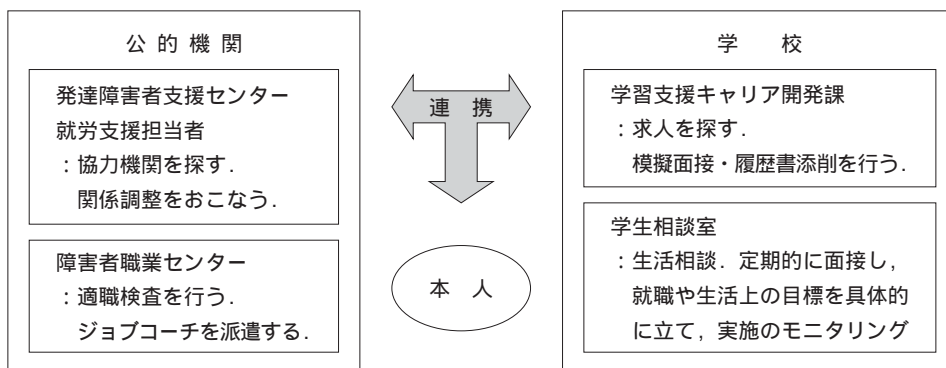 公的機関
発達障害者支援センター
就労支援担当者
：協力機関を探す．
関係調整をおこなう．
障害者職業センター
：適職検査を行う．
ジョブコーチを派遣する．
連携
本人
学校
学習支援キャリア開発課
：求人を探す．
模擬面接・履歴書添削を行う．
学生相談室
：生活相談．定期的に面接し，
就職や生活上の目標を具体的
に立て，実施のモニタリング